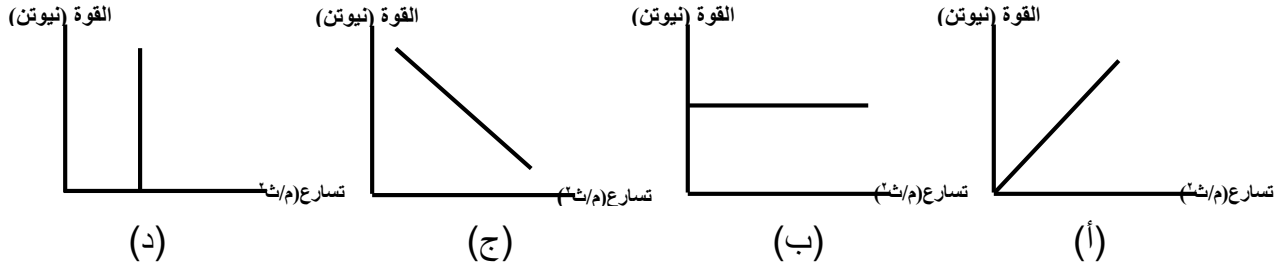 القوة (نيوتن) القوة (نيوتن) القوة (نيوتن) القوة (نيوتن)
تسارع(م/ث٢) تسارع(م/ث٢) تسارع(م/ث٢) تسارع(م/ث٢
(أ) (ب) (ج) (د)